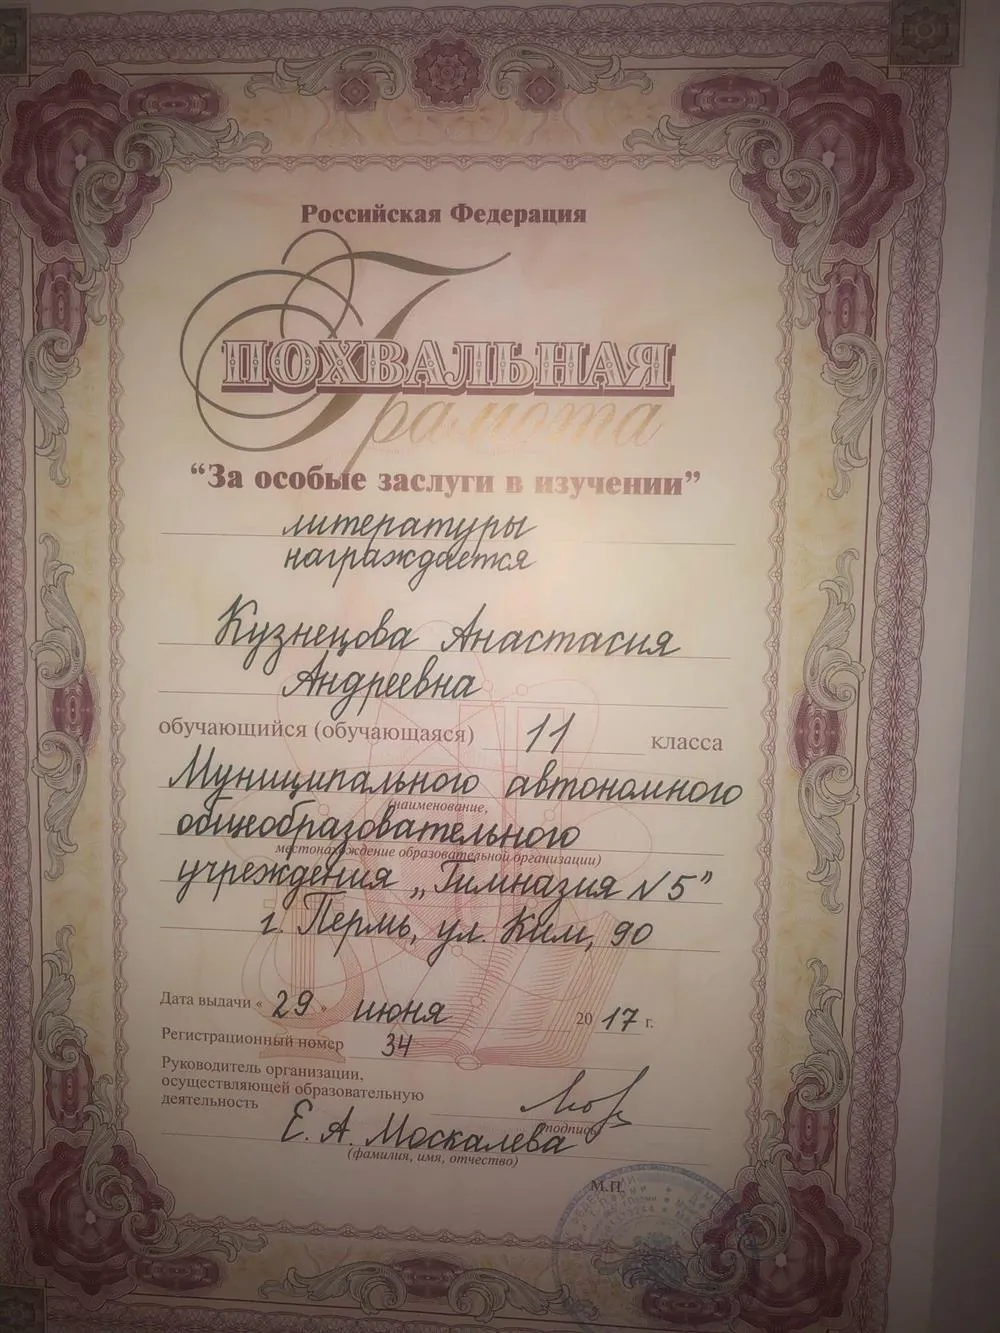 Российская Федерация
ПОХВАЛЬНАЯ
Грамота
“За особые заслуги в изучении”
литературы
награждается
Кузнецова Анастасия
Андреевна
обучающийся (обучающаяся) 11 класса
Муниципального автономного
(наименование,
общеобразовательного
местонахождение образовательной организации)
учреждения „Гимназия №5”
г. Пермь, ул. Ким, 90
Дата выдачи « 29 » июня 2017 г.
Регистрационный номер 34
Руководитель организации,
осуществляющей образовательную
деятельность
(подпись)
Е. А. Москалева
(фамилия, имя, отчество)
М.П.